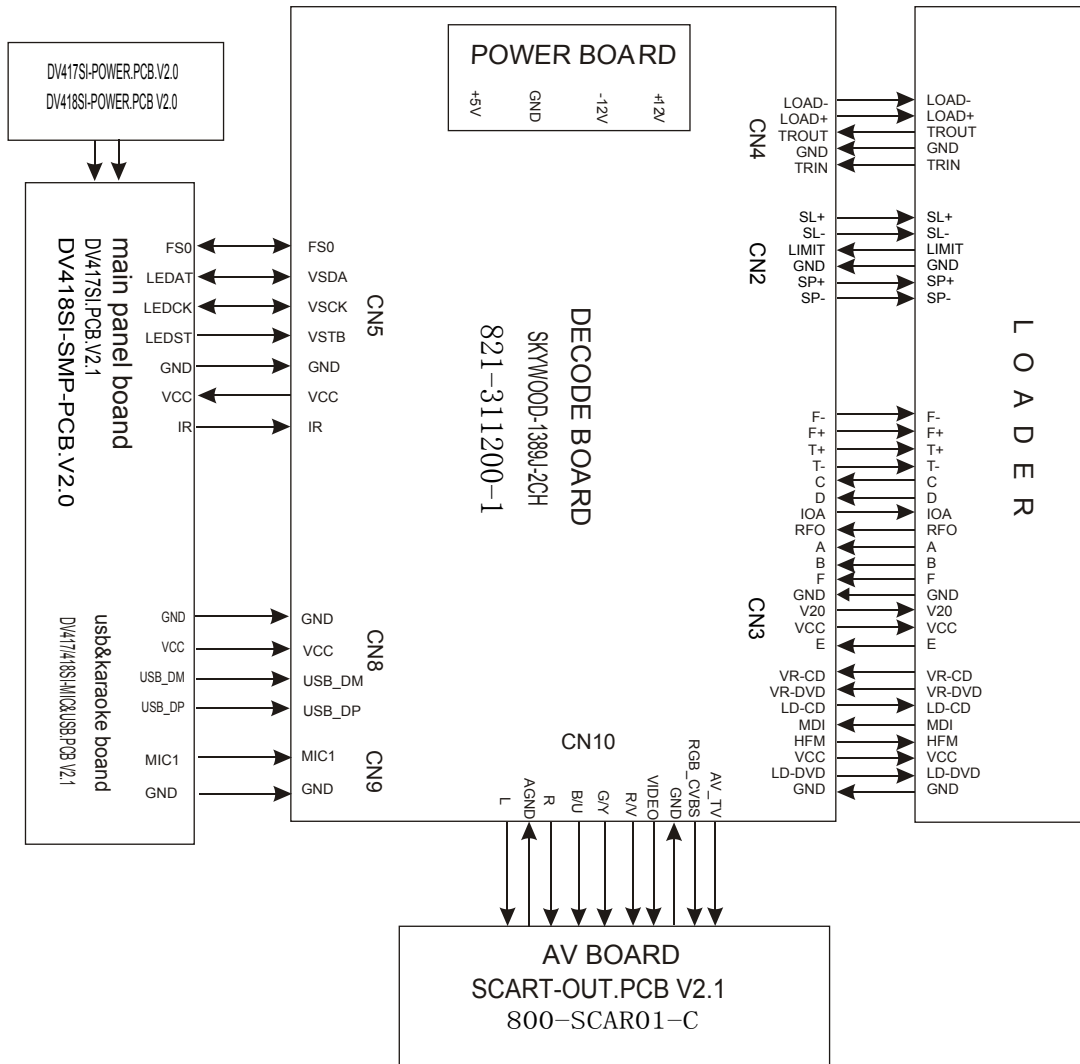 DV417SI-POWER.PCB.V2.0
DV418SI-POWER.PCB V2.0
POWER BOARD
+5V
GND
-12V
+12V
main panel board
DV417SI.PCB.V2.1
DV418SI-SMP-PCB.V2.0
FS0
LEDAT
LEDCK
LEDST
GND
VCC
IR
FS0
VSDA
VSCK
VSTB
GND
VCC
IR
CN5
usb&karaoke board
DV417/418SI-MIC&USB.PCB V2.1
GND
VCC
USB_DM
USB_DP
MIC1
GND
GND
VCC
USB_DM
USB_DP
CN8
MIC1
GND
CN9
DECODE BOARD
SKYWOOD-1389J-2CH
821-311200-1
CN4
LOAD-
LOAD+
TROUT
GND
TRIN
LOAD-
LOAD+
TROUT
GND
TRIN
CN2
SL+
SL-
LIMIT
GND
SP+
SP-
SL+
SL-
LIMIT
GND
SP+
SP-
CN3
F-
F+
T+
T-
C
D
IOA
RFO
A
B
F
GND
V20
VCC
E
VR-CD
VR-DVD
LD-CD
MDI
HFM
VCC
LD-DVD
GND
F-
F+
T+
T-
C
D
IOA
RFO
A
B
F
GND
V20
VCC
E
VR-CD
VR-DVD
LD-CD
MDI
HFM
VCC
LD-DVD
GND
LOADER
CN10
L
AGND
R
B/U
G/Y
R/V
VIDEO
GND
RGB_CVBS
AV_TV
AV BOARD
SCART-OUT.PCB V2.1
800-SCAR01-C